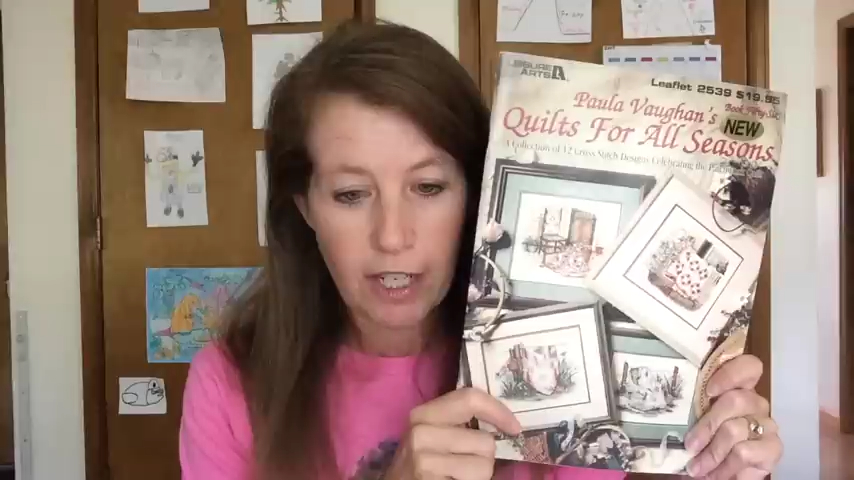 LEISURE
ARTS
Leaflet 2539 $19.95
Paula Vaughan's Book Fifty-Six
NEW
Quilts For All Seasons
A Collection of 12 Cross Stitch Designs Celebrating the